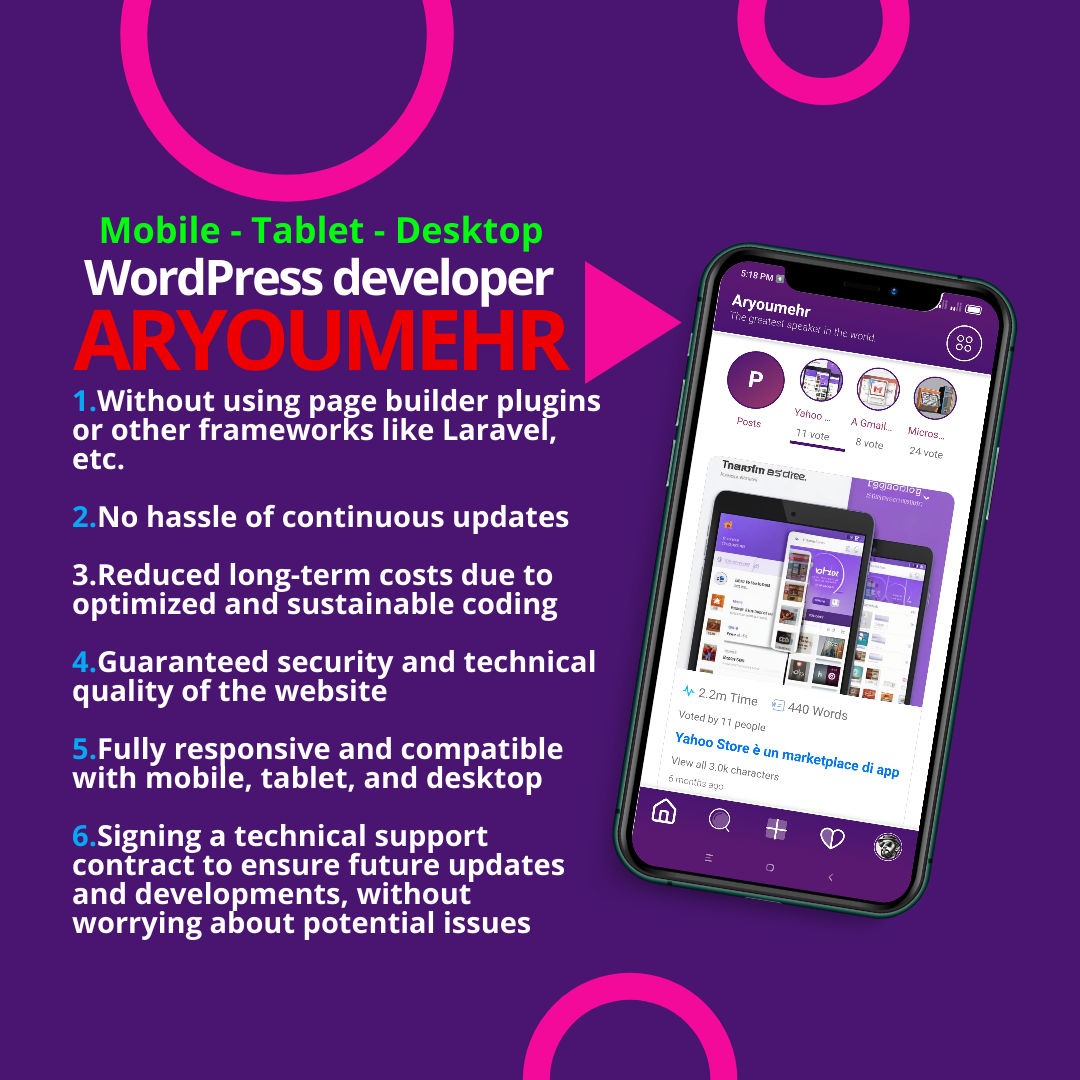 Mobile - Tablet - Desktop
WordPress developer
ARYOUMEHR
1.Without using page builder plugins
or other frameworks like Laravel,
etc.
2.No hassle of continuous updates
3.Reduced long-term costs due to
optimized and sustainable coding
4.Guaranteed security and technical
quality of the website
5.Fully responsive and compatible
with mobile, tablet, and desktop
6.Signing a technical support
contract to ensure future updates
and developments, without
worrying about potential issues
5:18 PM
Aryoumehr
The greatest speaker in the world.
P
Posts
Yahoo ...
11 vote
A Gmail...
8 vote
Micros...
24 vote
2.2m Time
440 Words
Voted by 11 people
Yahoo Store è un marketplace di app
View all 3.0k characters
6 months ago